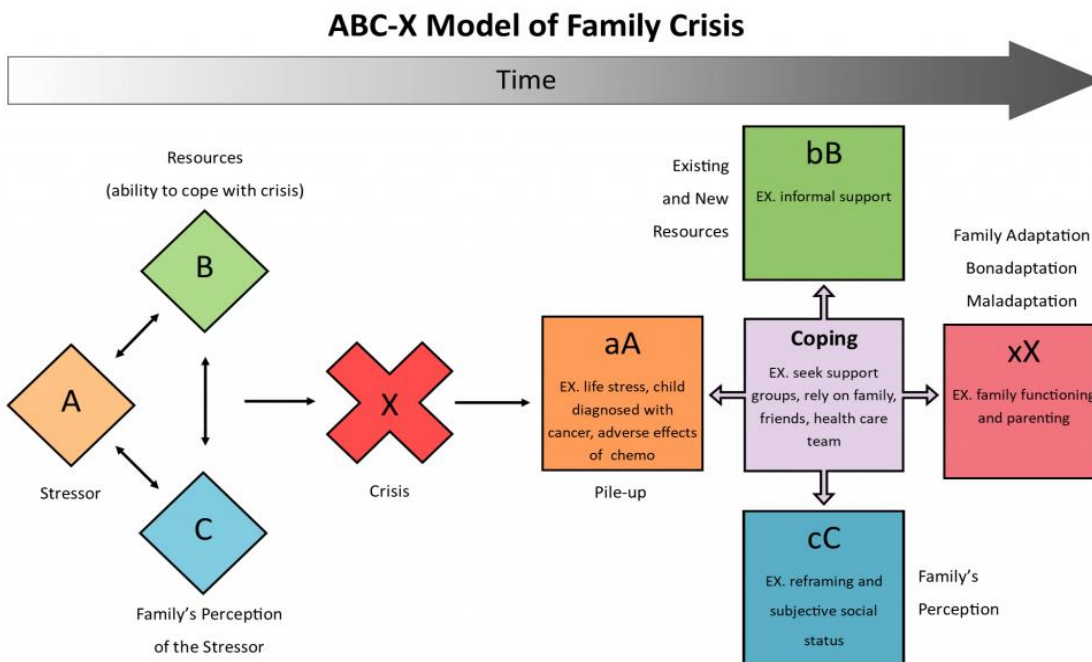 ABC-X Model of Family Crisis
Time
Resources
(ability to cope with crisis)
B
A
Stressor
C
Family's Perception
of the Stressor
X
Crisis
aA
EX. life stress, child
diagnosed with
cancer, adverse effects
of chemo
Pile-up
Existing
and New
Resources
bB
EX. informal support
Coping
EX. seek support
groups, rely on family,
friends, health care
team
cC
EX. reframing and
subjective social
status
Family's
Perception
Family Adaptation
Bonadaptation
Maladaptation
xX
EX. family functioning
and parenting